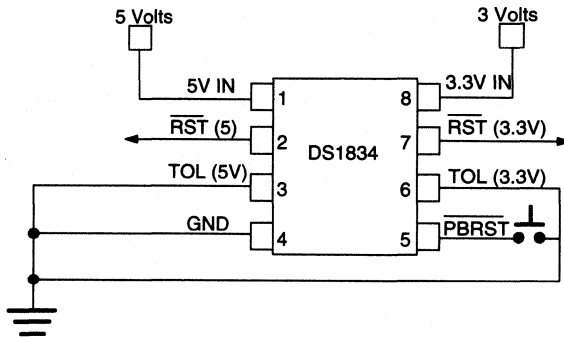 5 Volts
3 Volts
5V IN
3.3V IN
1
8
RST (5)
RST (3.3V)
2
7
DS1834
TOL (5V)
TOL (3.3V)
3
6
GND
PBRST
4
5